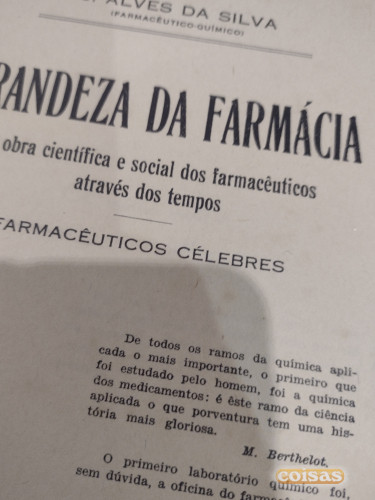 ALVES DA SILVA
(FARMACÊUTICO-QUÍMICO)
RANDEZA DA FARMÁCIA
obra científica e social dos farmacêuticos
através dos tempos
FARMACÊUTICOS CÉLEBRES
De todos os ramos da química apli-
cada o mais importante, o primeiro que
foi estudado pelo homem, foi a química
dos medicamentos: é êste ramo da ciência
aplicada o que porventura tem uma his-
tória mais gloriosa.
M. Berthelot.
O primeiro laboratório químico foi,
sem dúvida, a oficina do farma
coisas